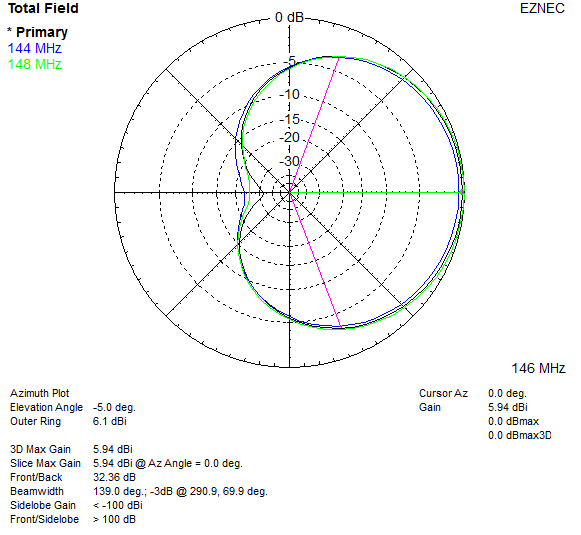 Total Field
EZNEC
* Primary
144 MHz
148 MHz
0 dB
-5
-10
-15
-20
-30
146 MHz
Azimuth Plot
Elevation Angle -5.0 deg.
Outer Ring 6.1 dBi
Cursor Az 0.0 deg.
Gain 5.94 dBi
0.0 dBmax
0.0 dBmax3D
3D Max Gain 5.94 dBi
Slice Max Gain 5.94 dBi @ Az Angle = 0.0 deg.
Front/Back 32.36 dB
Beamwidth 139.0 deg.; -3dB @ 290.9, 69.9 deg.
Sidelobe Gain < -100 dBi
Front/Sidelobe > 100 dB